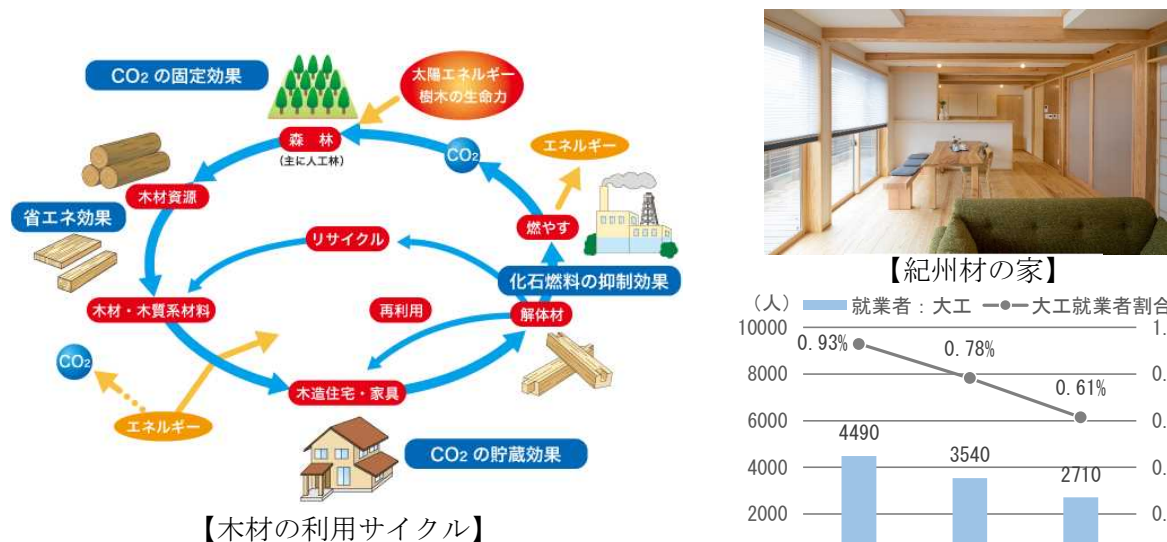 CO2 の固定効果
太陽エネルギー
樹木の生命力
森 林
(主に人工林)
CO2
エネルギー
木材資源
省エネ効果
リサイクル
燃やす
化石燃料の抑制効果
木材・木質系材料
再利用
解体材
CO2
木造住宅・家具
エネルギー
CO2 の貯蔵効果
【木材の利用サイクル】
【紀州材の家】
(人)
就業者:大工
大工就業者割合
10000
8000
6000
4000
2000
0.93%
0.78%
0.61%
4490
3540
2710